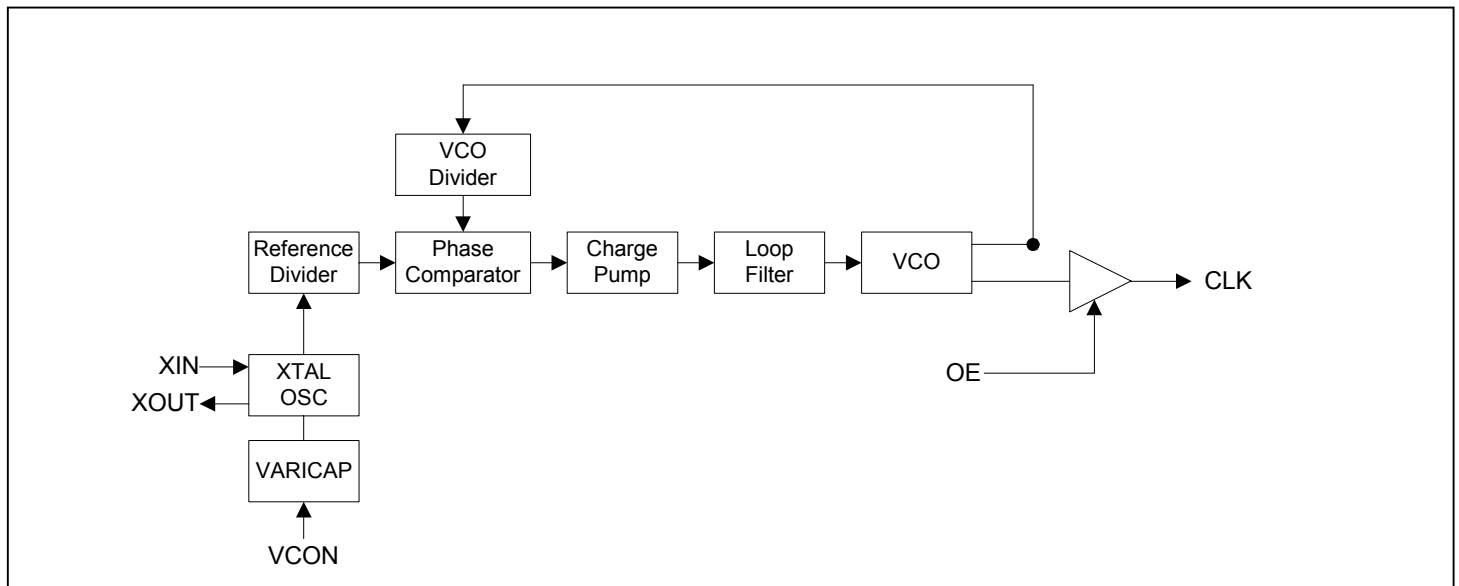 VCO
Divider
Reference
Divider
Phase
Comparator
Charge
Pump
Loop
Filter
VCO
CLK
XIN
XOUT
XTAL
OSC
OE
VARICAP
VCON